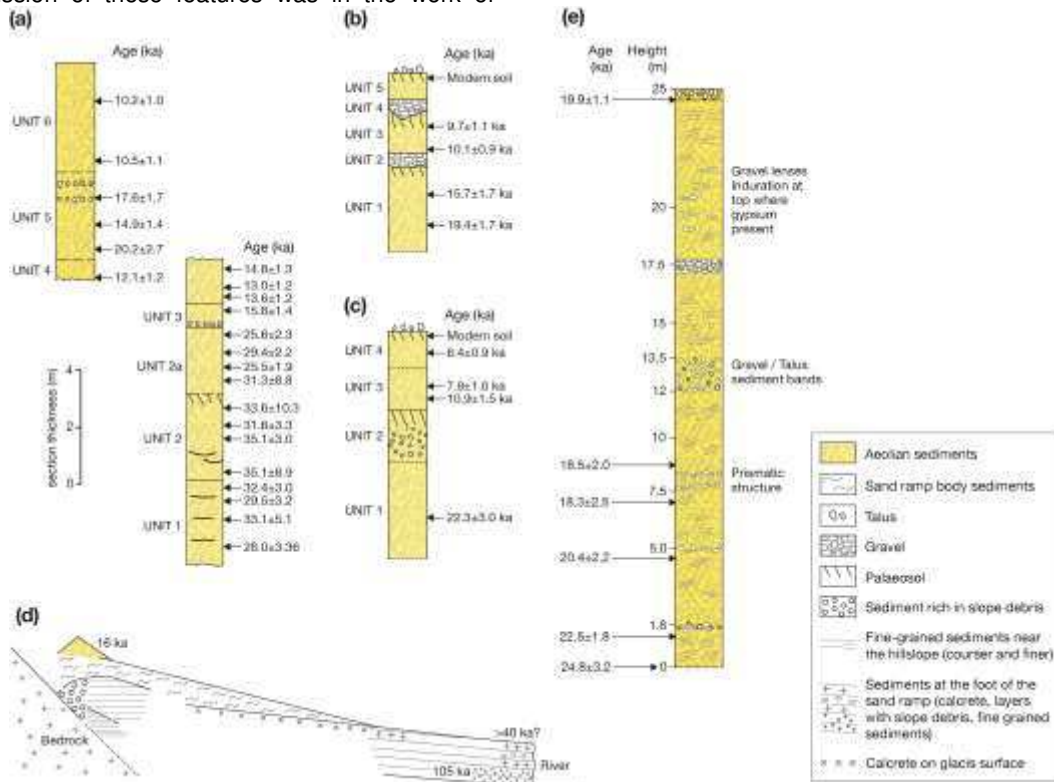 ssion of these features was in the work of
(a)
Age (ka)
UNIT 6
10.2±1.0
10.5±1.1
17.6±1.7
UNIT 5
14.9±1.4
20.2±2.7
UNIT 4
12.1±1.2
Age (ka)
14.8±1.3
13.0±1.2
13.6±1.2
15.8±1.4
UNIT 3
25.6±2.3
29.4±2.2
UNIT 2a
25.5±1.9
31.3±8.8
33.6±10.3
31.8±3.3
UNIT 2
35.1±3.0
35.1±8.9
32.4±3.0
29.5±3.2
UNIT 1
33.1±5.1
28.0±3.36
section thickness (m)
4
2
0
(b)
Age (ka)
Modern soil
UNIT 5
UNIT 4
9.7±1.1 ka
UNIT 3
10.1±0.9 ka
UNIT 2
15.7±1.7 ka
UNIT 1
19.4±1.7 ka
(c)
Age (ka)
Modern soil
UNIT 4
6.4±0.9 ka
UNIT 3
7.9±1.0 ka
10.9±1.5 ka
UNIT 2
UNIT 1
22.3±3.0 ka
(d)
16 ka
Bedrock
>40 ka?
105 ka
River
(e)
Age
(ka)
Height
(m)
25
19.9±1.1
Gravel lenses
Induration at
top where
gypsum
present
20
17.5
15
13.5
Gravel / Talus
sediment bands
12
10
18.5±2.0
Prismatic
structure
7.5
5.0
20.4±2.2
1.8
22.5±1.8
24.8±3.2
0
Aeolian sediments
Sand ramp body sediments
Talus
Gravel
Palaeosol
Sediment rich in slope debris
Fine-grained sediments near
the hillslope (courser and finer)
Sediments at the foot of the
sand ramp (calcrete, layers
with slope debris, fine grained
sediments)
Calcrete on glacis surface